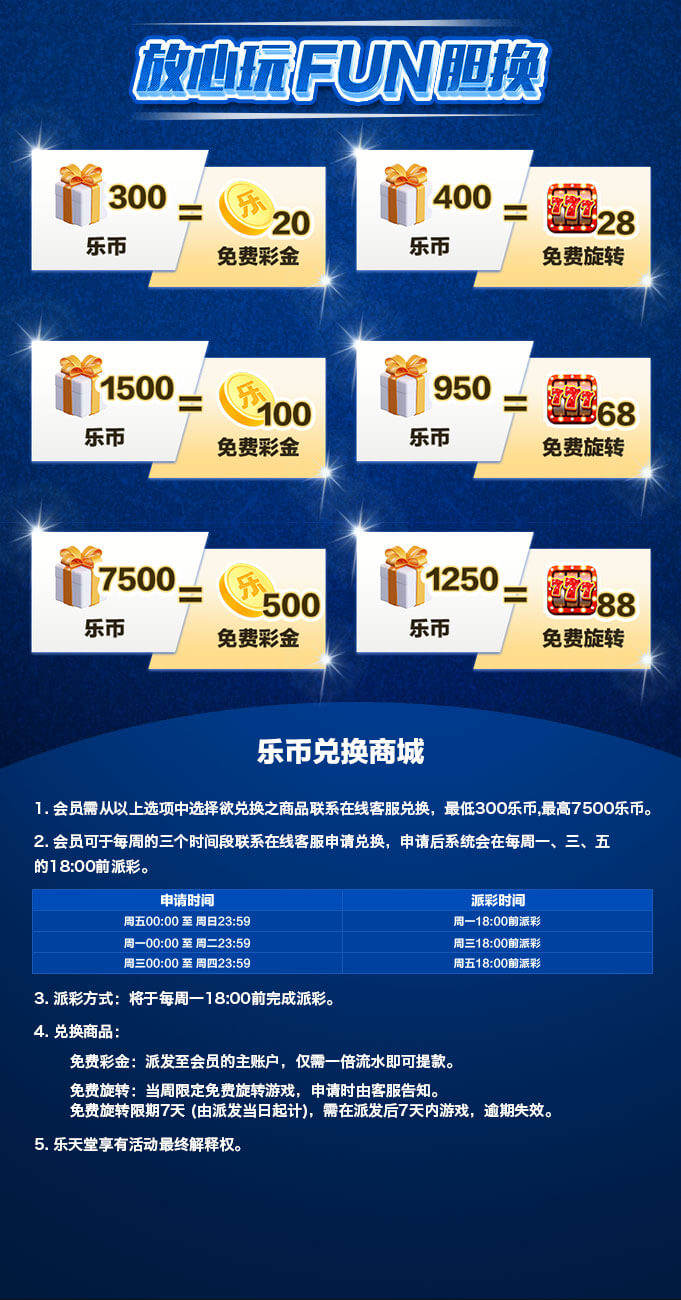 放心玩FUN胆换
300
乐币
=
乐
20
免费彩金
400
乐币
=
777
28
免费旋转
1500
乐币
=
乐
100
免费彩金
950
乐币
=
777
68
免费旋转
7500
乐币
=
乐
500
免费彩金
1250
乐币
=
777
88
免费旋转
乐币兑换商城
1. 会员需从以上选项中选择欲兑换之商品联系在线客服兑换，最低300乐币,最高7500乐币。
2. 会员可于每周的三个时间段联系在线客服申请兑换，申请后系统会在每周一、三、五
的18:00前派彩。
申请时间 派彩时间
周五00:00 至 周日23:59 周一18:00前派彩
周一00:00 至 周二23:59 周三18:00前派彩
周三00:00 至 周四23:59 周五18:00前派彩
3. 派彩方式：将于每周一18:00前完成派彩。
4. 兑换商品：
免费彩金：派发至会员的主账户，仅需一倍流水即可提款。
免费旋转：当周限定免费旋转游戏，申请时由客服告知。
免费旋转限期7天 (由派发当日起计)，需在派发后7天内游戏，逾期失效。
5. 乐天堂享有活动最终解释权。